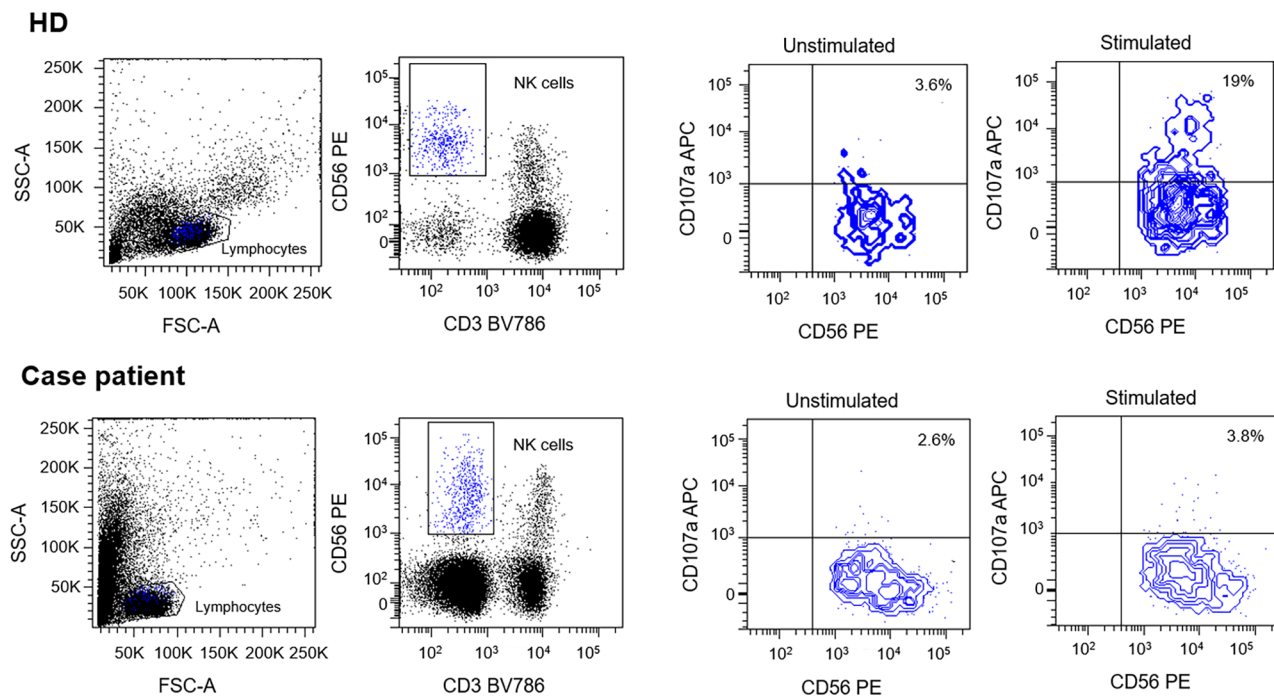 HD
250K
200K
150K
100K
50K
SSC-A
Lymphocytes
50K 100K 150K 200K 250K
FSC-A
10⁵
10⁴
10³
10²
0
CD56 PE
NK cells
10² 10³ 10⁴ 10⁵
CD3 BV786
Unstimulated
3.6%
10⁵
10⁴
10³
0
CD107a APC
10² 10³ 10⁴ 10⁵
CD56 PE
Stimulated
19%
10⁵
10⁴
10³
0
CD107a APC
10² 10³ 10⁴ 10⁵
CD56 PE
Case patient
250K
200K
150K
100K
50K
SSC-A
Lymphocytes
50K 100K 150K 200K 250K
FSC-A
10⁵
10⁴
10³
10²
0
CD56 PE
NK cells
10² 10³ 10⁴ 10⁵
CD3 BV786
Unstimulated
2.6%
10⁵
10⁴
10³
0
CD107a APC
10² 10³ 10⁴ 10⁵
CD56 PE
Stimulated
3.8%
10⁵
10⁴
10³
0
CD107a APC
10² 10³ 10⁴ 10⁵
CD56 PE